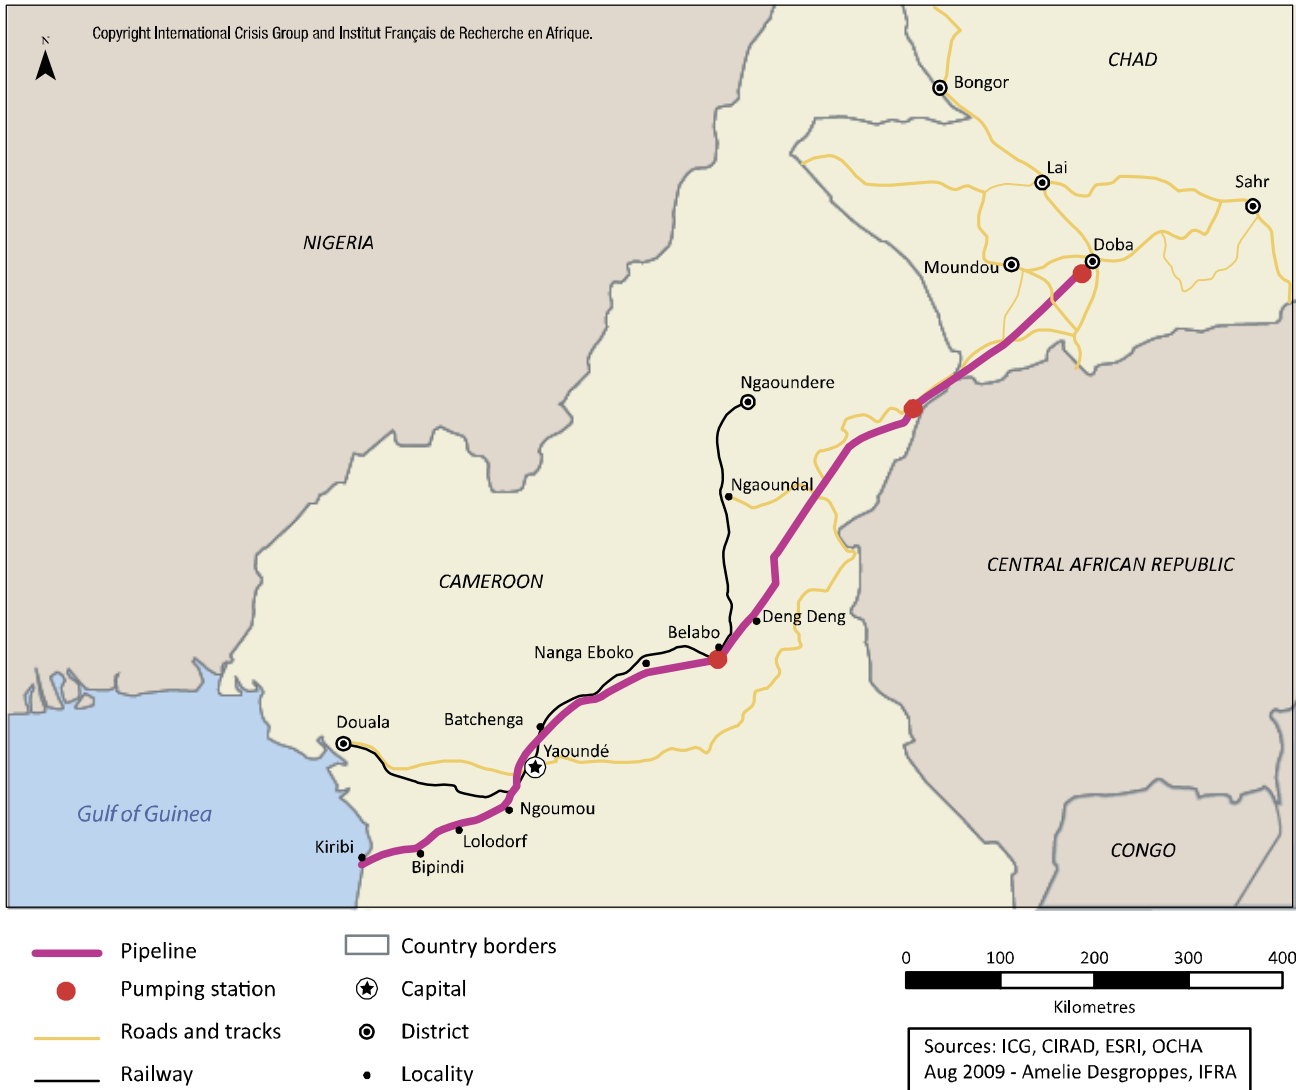 Copyright International Crisis Group and Institut Français de Recherche en Afrique.
N
CHAD
Bongor
Lai
Sahr
NIGERIA
Doba
Moundou
Ngaoundere
Ngaoundal
CENTRAL AFRICAN REPUBLIC
CAMEROON
Deng Deng
Belabo
Nanga Eboko
Batchenga
Douala
Yaoundé
Gulf of Guinea
Ngoumou
Lolodorf
Kiribi
Bipindi
CONGO
Pipeline
Pumping station
Roads and tracks
Railway
Country borders
Capital
District
Locality
0 100 200 300 400
Kilometres
Sources: ICG, CIRAD, ESRI, OCHA
Aug 2009 - Amelie Desgroppes, IFRA